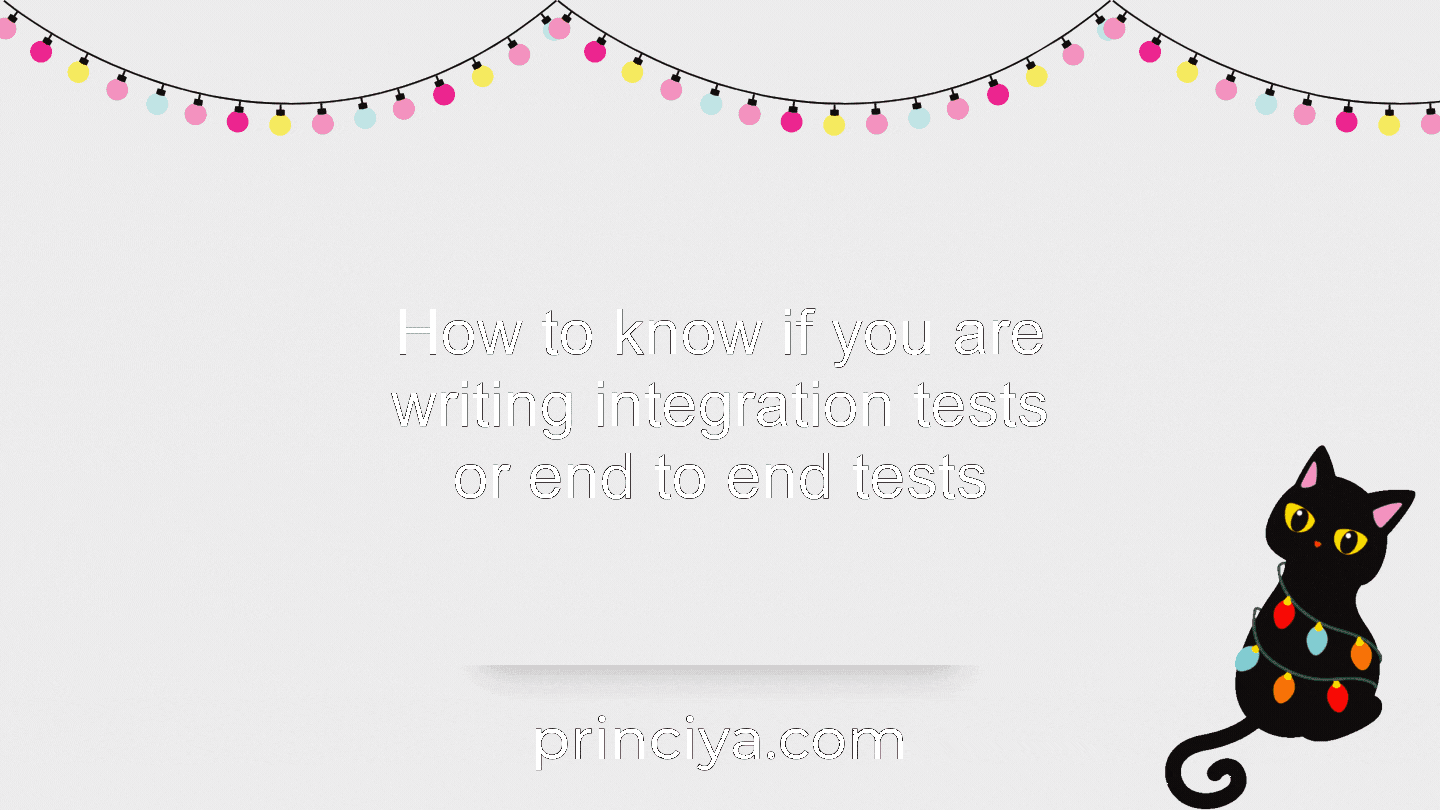 How to know if you are
writing integration tests
or end to end tests
princiya.com